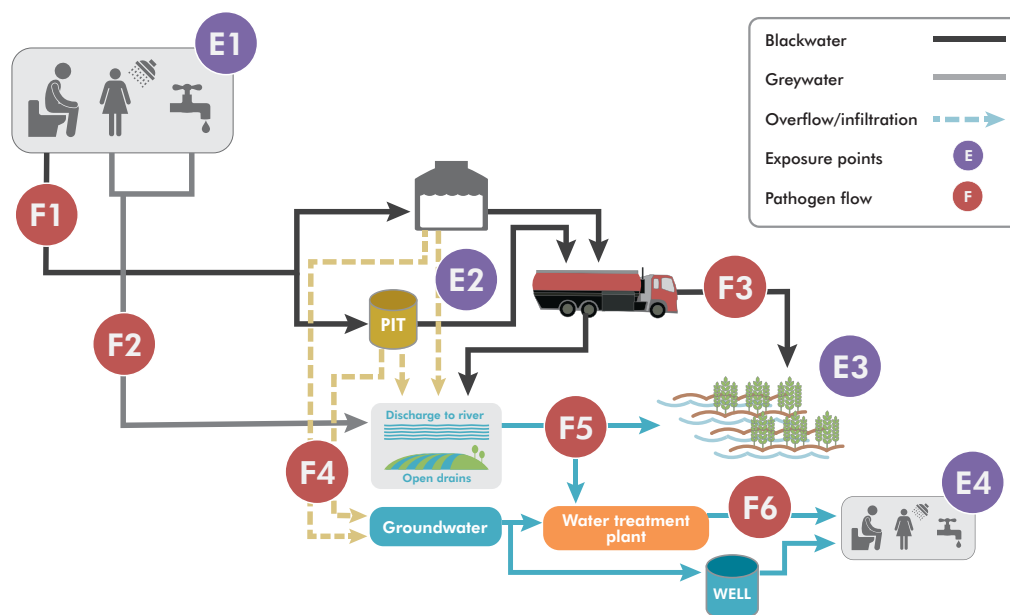 E1
Blackwater
Greywater
Overflow/infiltration
Exposure points
E
Pathogen flow
F
F1
E2
F3
PIT
F2
E3
Discharge to river
Open drains
F5
F4
E4
Groundwater
Water treatment
plant
F6
WELL